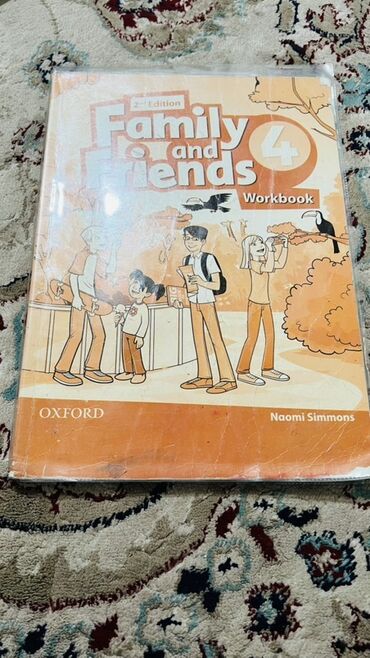 2nd Edition
Family
and
Friends
4
Workbook
OXFORD
Naomi Simmons